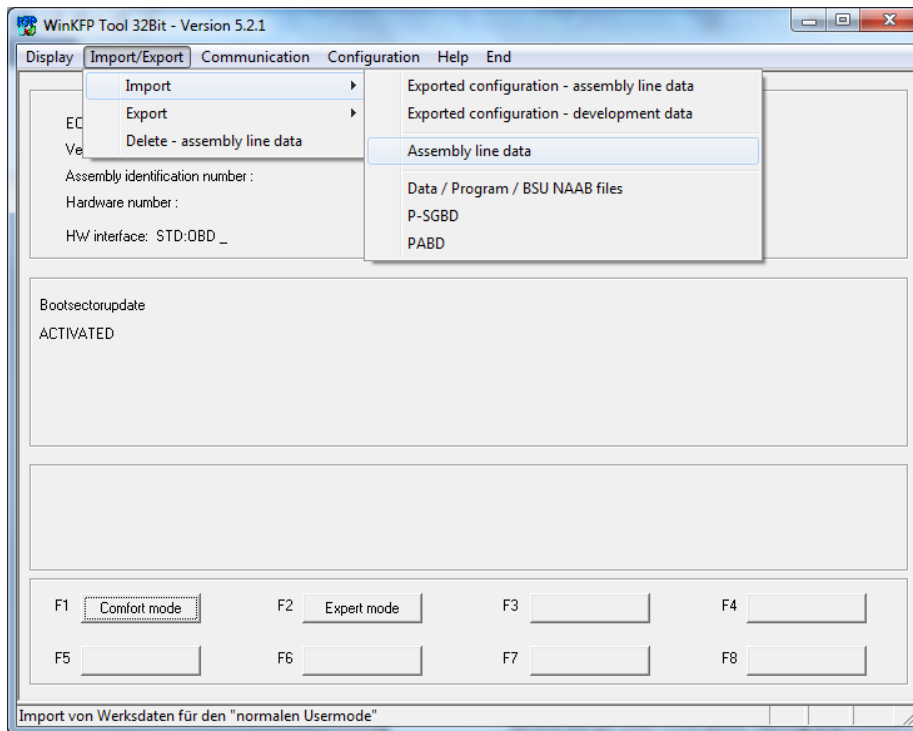 WinKFP Tool 32Bit - Version 5.2.1
Display Import/Export Communication Configuration Help End
Import
Export
Delete - assembly line data
Exported configuration - assembly line data
Exported configuration - development data
Assembly line data
Data / Program / BSU NAAB files
P-SGBD
PABD
Assembly identification number :
Hardware number :
HW interface: STD:OBD _
Bootsectorupdate
ACTIVATED
F1 Comfort mode F2 Expert mode F3 F4
F5 F6 F7 F8
Import von Werksdaten für den "normalen Usermode"